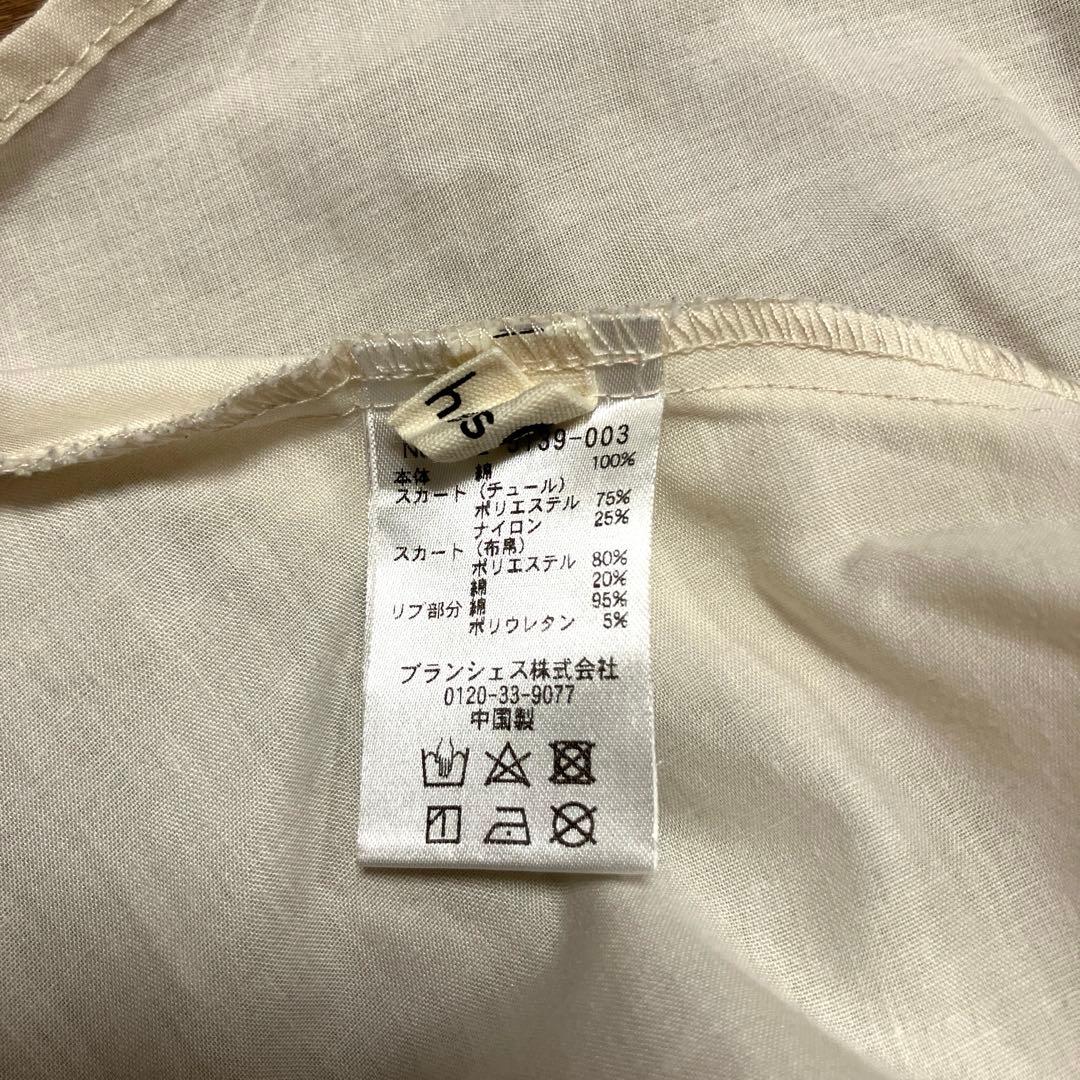 h/s
139-003
本体 綿 100%
スカート (チュール)
ポリエステル 75%
ナイロン 25%
スカート (布帛)
ポリエステル 80%
綿 20%
リブ部分 綿 95%
ポリウレタン 5%
ブランシェス株式会社
0120-33-9077
中国製